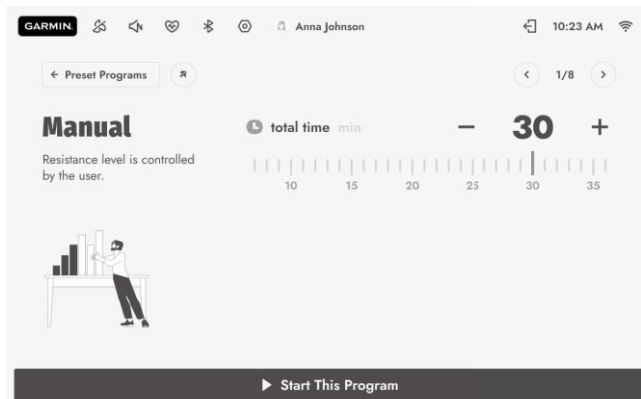 GARMIN. Anna Johnson 10:23 AM
← Preset Programs 1/8
Manual
total time min 30
Resistance level is controlled
by the user.
10 15 20 25 30 35
Start This Program